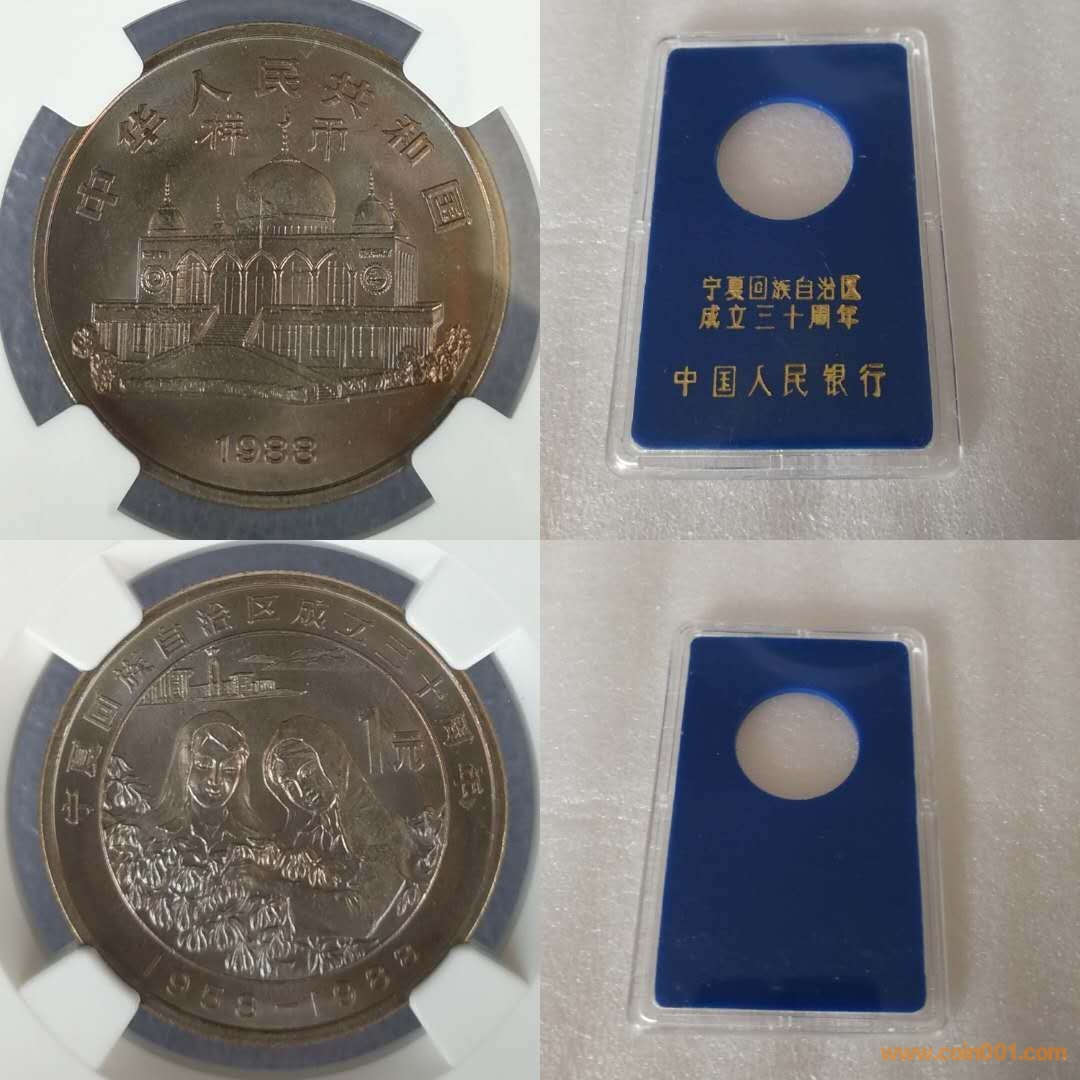 中华人民共和国
样币
1988
宁夏回族自治区
成立三十周年
中国人民银行
宁夏回族自治区成立三十周年
1元
1958-1988
www.coin001.com